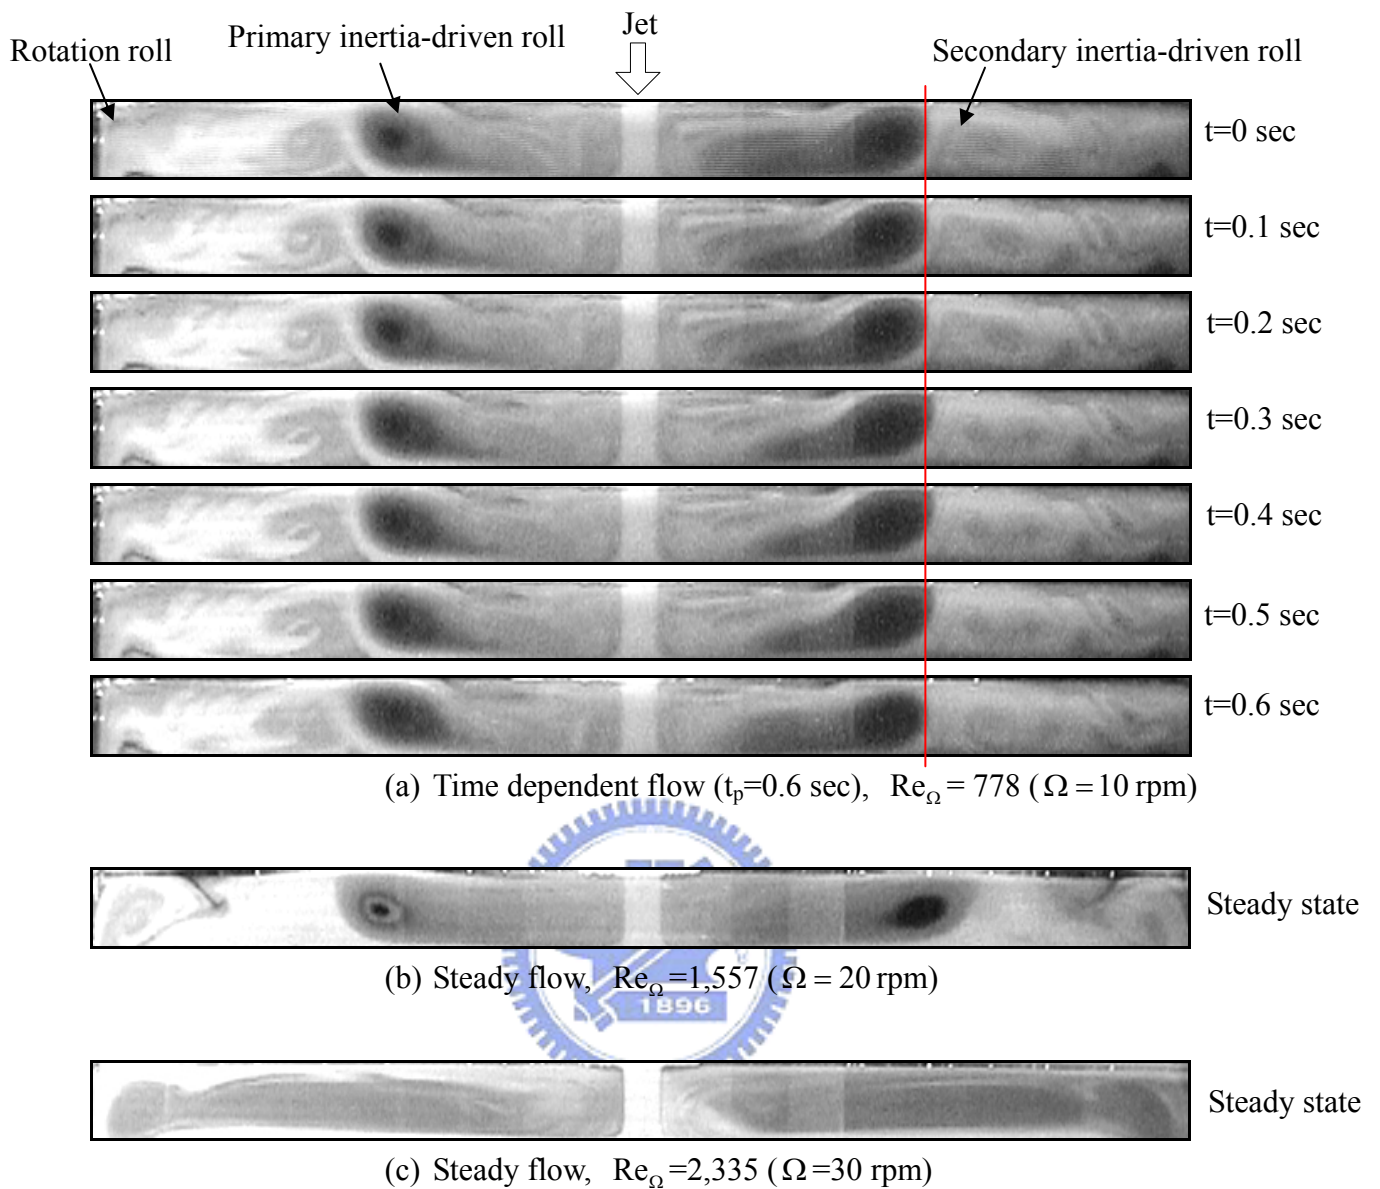 Jet
Rotation roll
Primary inertia-driven roll
Secondary inertia-driven roll
t=0 sec
t=0.1 sec
t=0.2 sec
t=0.3 sec
t=0.4 sec
t=0.5 sec
t=0.6 sec
(a) Time dependent flow (tₚ=0.6 sec), Re_Ω = 778 ( Ω = 10 rpm)
Steady state
(b) Steady flow, Re_Ω =1,557 ( Ω = 20 rpm)
1896
Steady state
(c) Steady flow, Re_Ω =2,335 ( Ω =30 rpm)